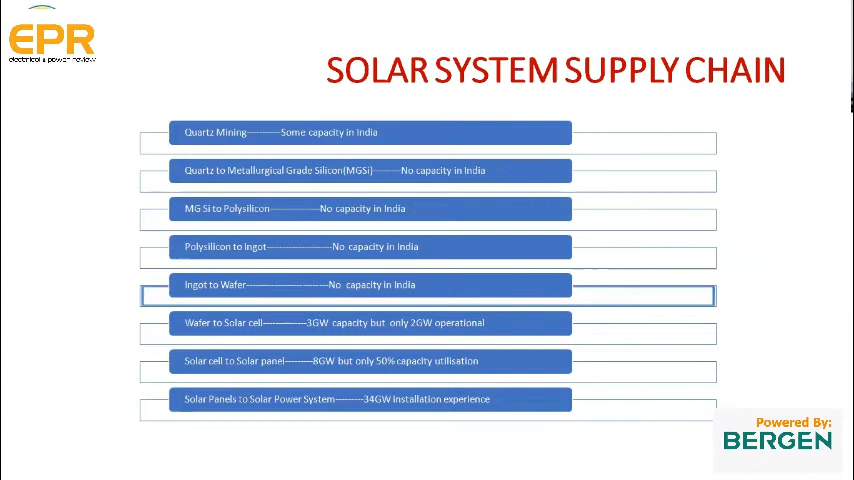 EPR
electrical & power review
SOLAR SYSTEM SUPPLY CHAIN
Quartz Mining----------Some capacity in India
Quartz to Metallurgical Grade Silicon(MGSi)--------No capacity in India
MG Si to Polysilicon---------------No capacity in India
Polysilicon to Ingot-------------------No capacity in India
Ingot to Wafer------------------------No capacity in India
Wafer to Solar cell-------------3GW capacity but only 2GW operational
Solar cell to Solar panel--------8GW but only 50% capacity utilisation
Solar Panels to Solar Power System--------34GW Installation experience
Powered By:
BERGEN